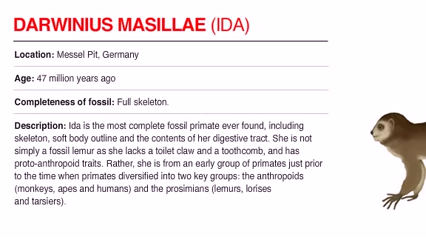 DARWINIUS MASILLAE (IDA)
Location: Messel Pit, Germany
Age: 47 million years ago
Completeness of fossil: Full skeleton.
Description: Ida is the most complete fossil primate ever found, including
skeleton, soft body outline and the contents of her digestive tract. She is not
simply a fossil lemur as she lacks a toilet claw and a toothcomb, and has
proto-anthropoid traits. Rather, she is from an early group of primates just prior
to the time when primates diversified into two key groups: the anthropoids
(monkeys, apes and humans) and the prosimians (lemurs, lorises
and tarsiers).